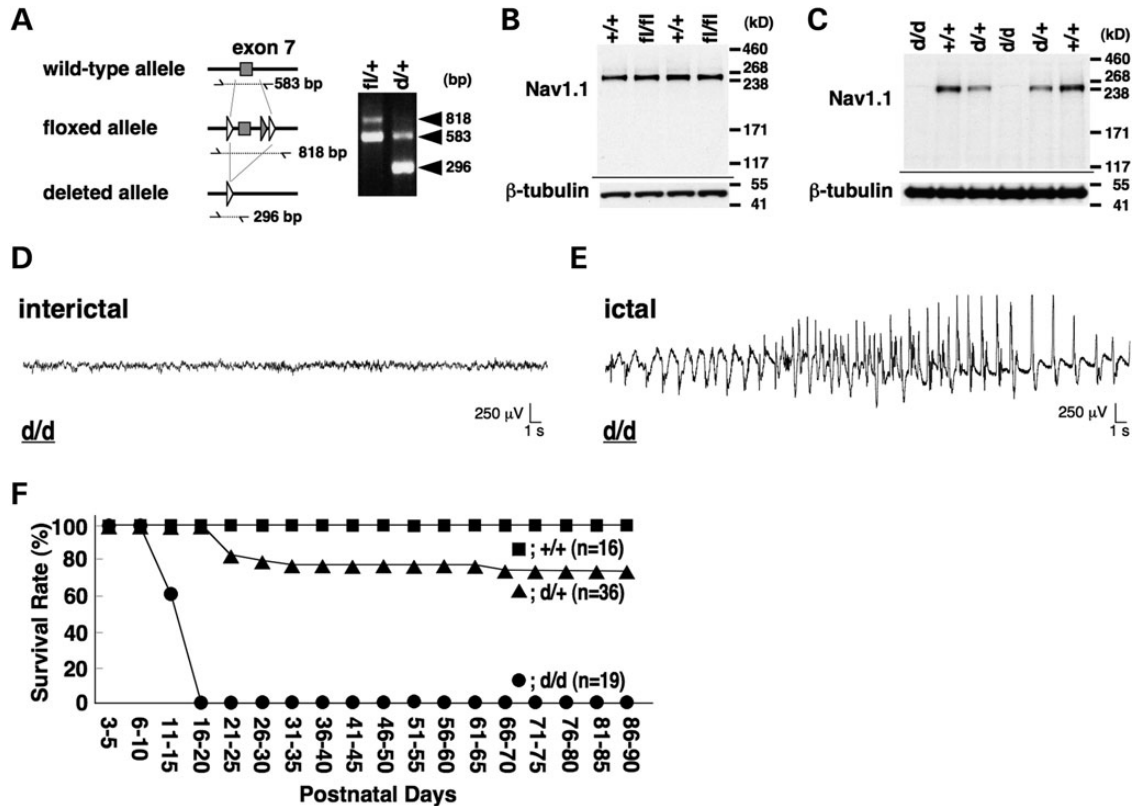 A
exon 7
wild-type allele
583 bp
floxed allele
818 bp
deleted allele
296 bp
fl/+ d/+ (bp)
818
583
296
B
+/+ fl/fl +/+ fl/fl (kD)
Nav1.1
460
268
238
171
117
β-tubulin
55
41
C
d/d +/+ d/+ d/d d/+ +/+ (kD)
Nav1.1
460
268
238
171
117
β-tubulin
55
41
D
interictal
250 µV
1 s
d/d
E
ictal
250 µV
1 s
d/d
F
Survival Rate (%)
100
80
60
40
20
0
; +/+ (n=16)
; d/+ (n=36)
; d/d (n=19)
3-5 6-10 11-15 16-20 21-25 26-30 31-35 36-40 41-45 46-50 51-55 56-60 61-65 66-70 71-75 76-80 81-85 86-90
Postnatal Days